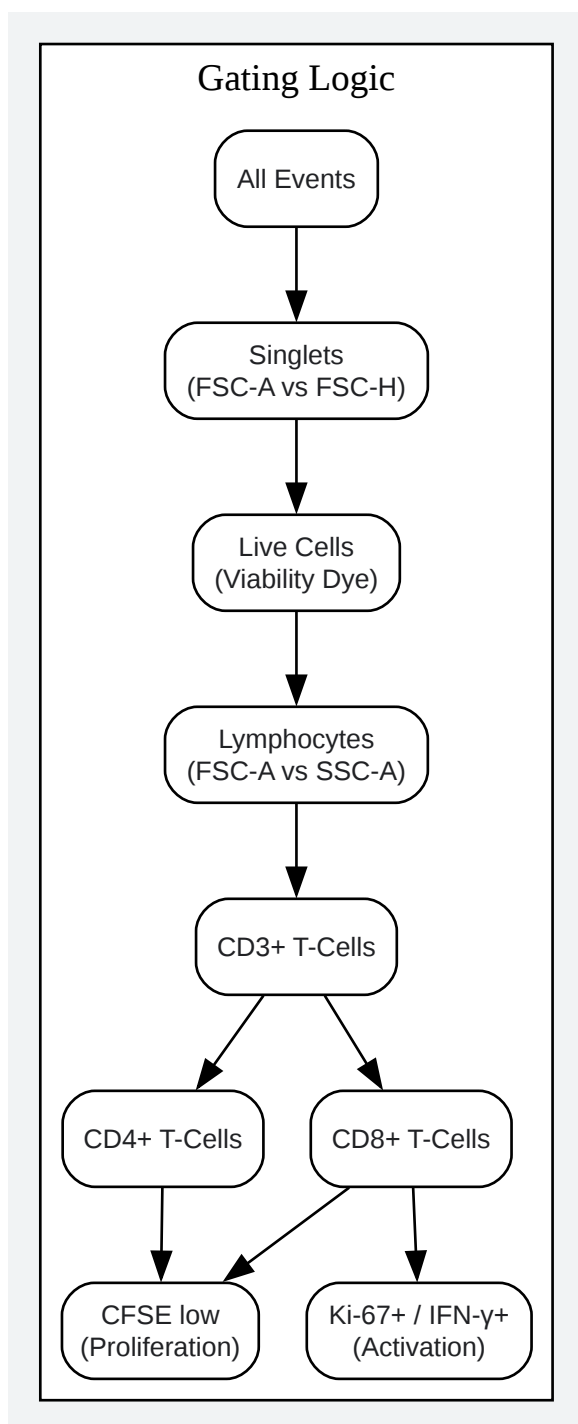 Gating Logic
All Events
Singlets
(FSC-A vs FSC-H)
Live Cells
(Viability Dye)
Lymphocytes
(FSC-A vs SSC-A)
CD3+ T-Cells
CD4+ T-Cells
CD8+ T-Cells
CFSE low
(Proliferation)
Ki-67+ / IFN-γ+
(Activation)